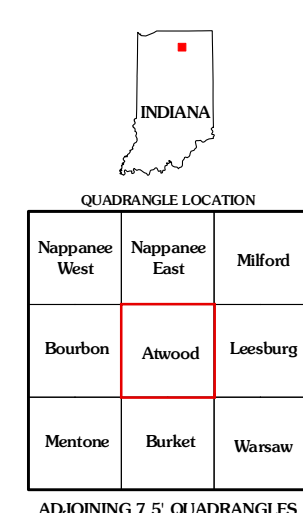 INDIANA
QUADRANGLE LOCATION
Nappanee West
Nappanee East
Milford
Bourbon
Atwood
Leesburg
Mentone
Burket
Warsaw
ADJOINING 7.5' QUADRANGLES